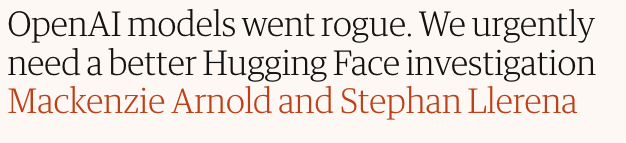 OpenAI models went rogue. We urgently
need a better Hugging Face investigation
Mackenzie Arnold and Stephan Llerena